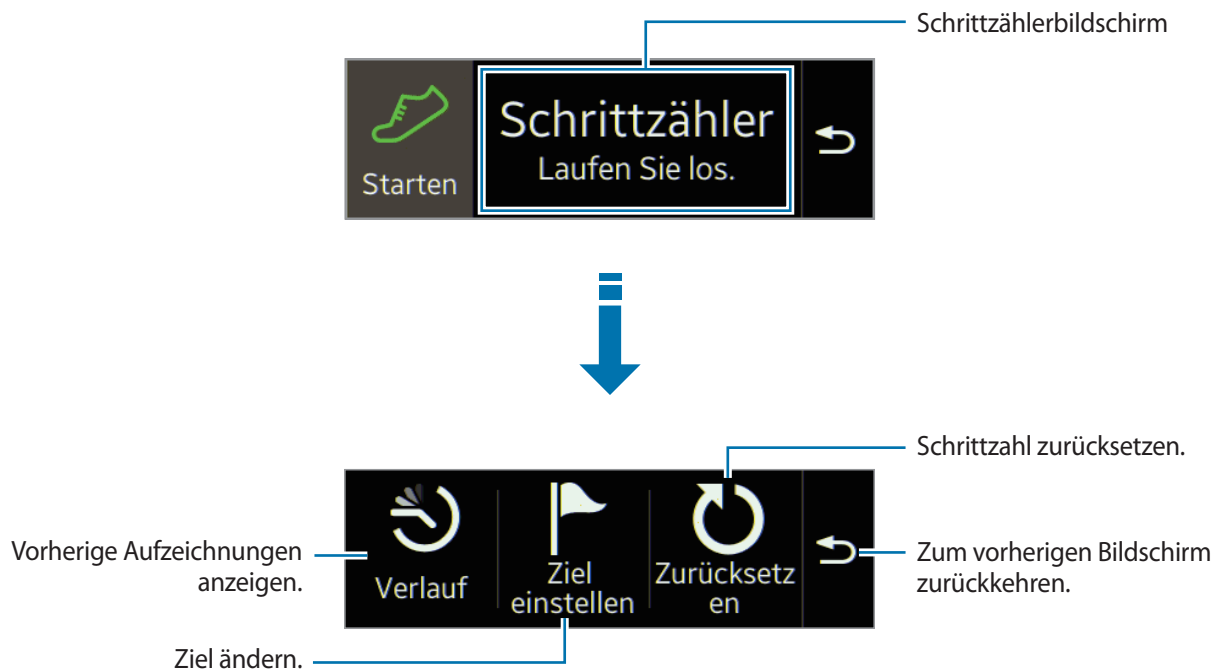 Schrittzählerbildschirm
Schrittzähler
Laufen Sie los.
Starten
Schrittzahl zurücksetzen.
Vorherige Aufzeichnungen
anzeigen.
Verlauf
Ziel
einstellen
Zurücksetz
en
Zum vorherigen Bildschirm
zurückkehren.
Ziel ändern.